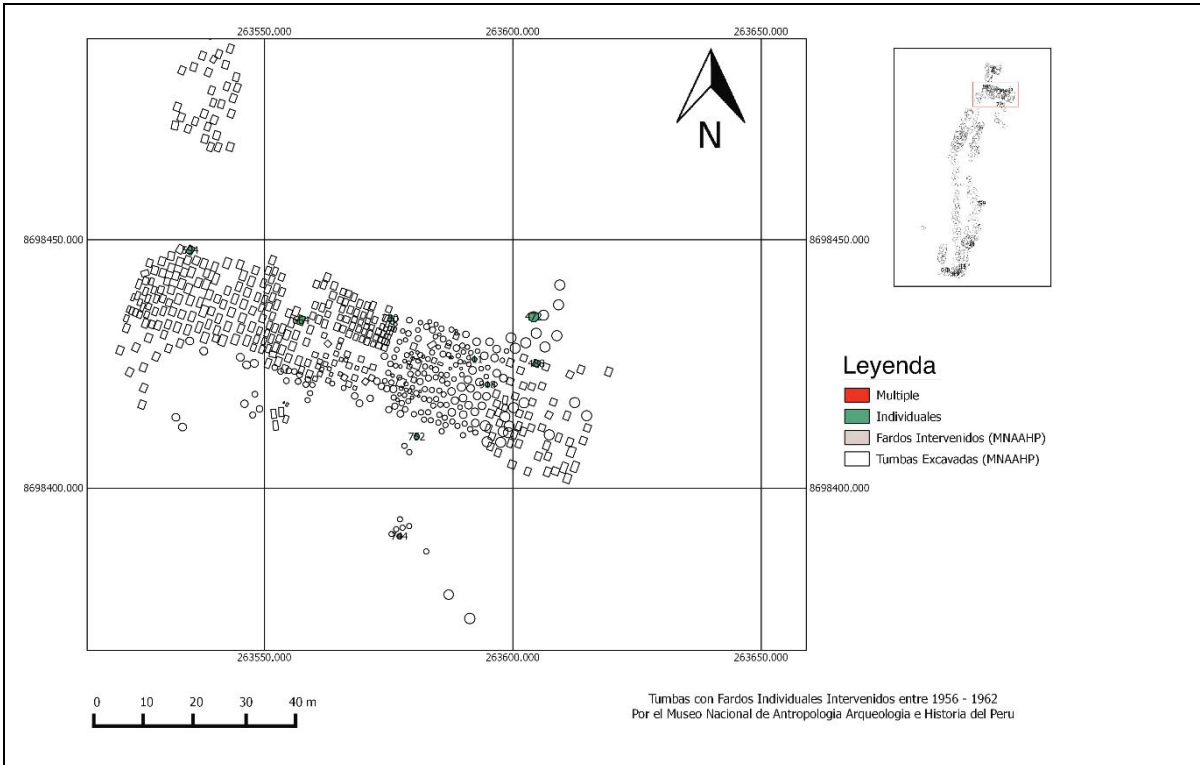 263550.000 263600.000 263650.000
N
8698450.000 8698450.000
Leyenda
Multiple
Individuales
Fardos Intervenidos (MNAAHP)
Tumbas Excavadas (MNAAHP)
752
8698400.000 8698400.000
744
263550.000 263600.000 263650.000
0 10 20 30 40 m
Tumbas con Fardos Individuales Intervenidos entre 1956 - 1962
Por el Museo Nacional de Antropologia Arqueologia e Historia del Peru